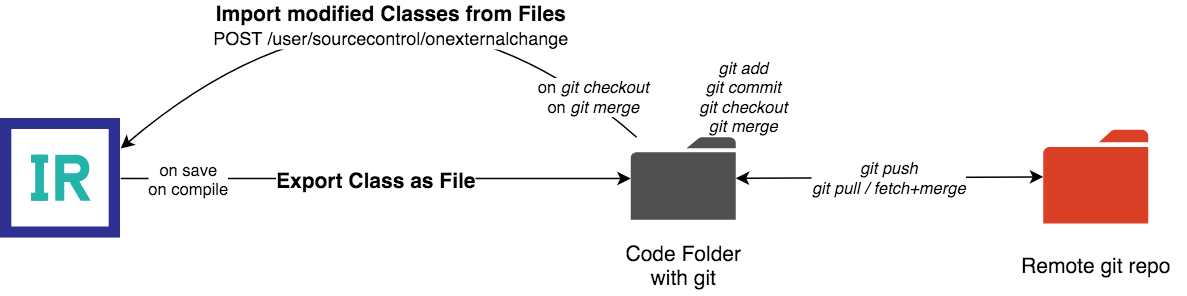 Import modified Classes from Files
POST /user/sourcecontrol/onexternalchange
on git checkout
on git merge
git add
git commit
git checkout
git merge
IR
on save
on compile
Export Class as File
git push
git pull / fetch+merge
Code Folder
with git
Remote git repo